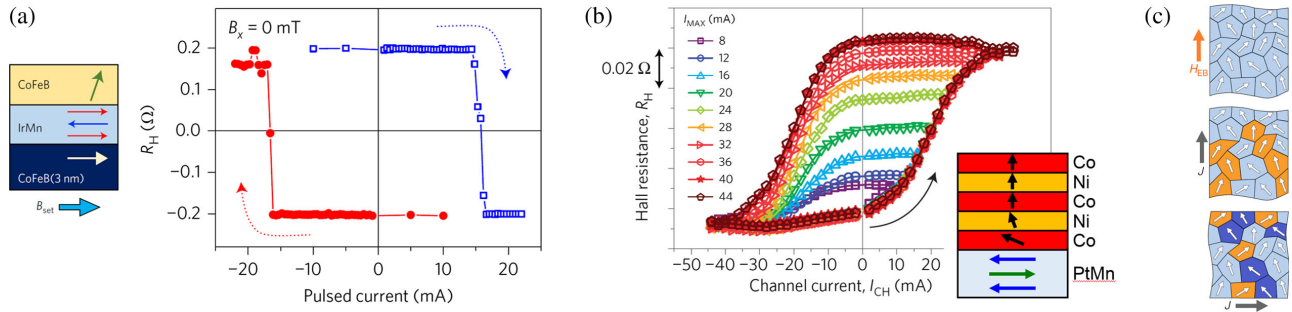 (a)
CoFeB
IrMn
CoFeB(3 nm)
B_set
B_x = 0 mT
R_H (Ω)
0.2
0.1
0.0
−0.1
−0.2
−20
−10
0
10
20
Pulsed current (mA)
(b)
I_MAX (mA)
8
12
16
20
24
28
32
36
40
44
0.02 Ω
Hall resistance, R_H
−50 −40 −30 −20 −10 0 10 20
Channel current, I_CH (mA)
Co
Ni
Co
Ni
Co
PtMn
(c)
H_EB
J
J